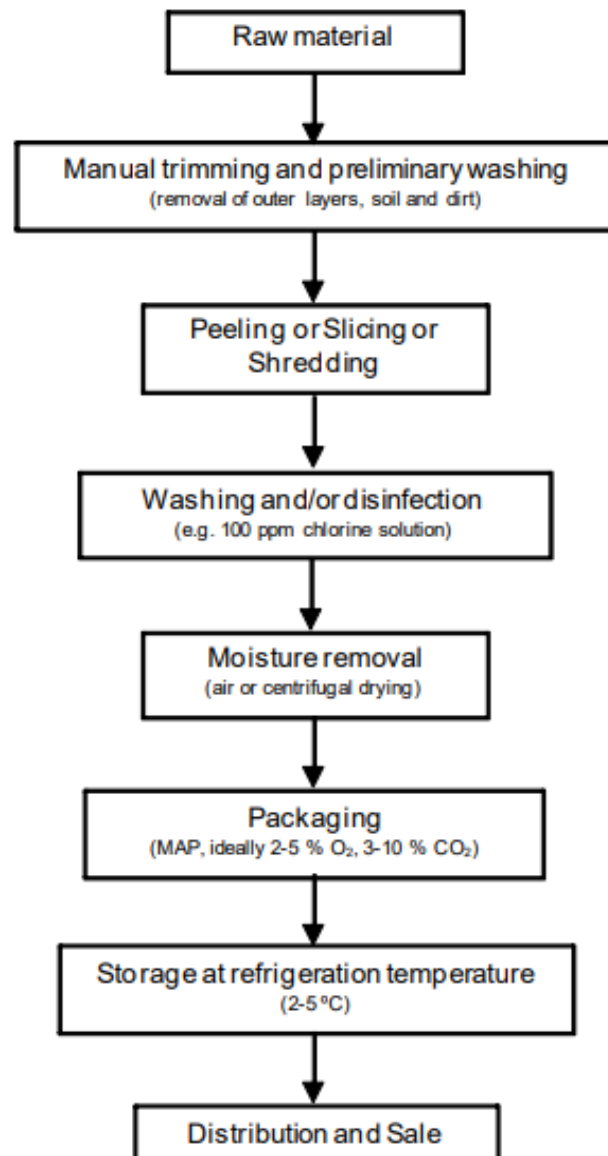 Raw material
Manual trimming and preliminary washing
(removal of outer layers, soil and dirt)
Peeling or Slicing or
Shredding
Washing and/or disinfection
(e.g. 100 ppm chlorine solution)
Moisture removal
(air or centrifugal drying)
Packaging
(MAP, ideally 2-5 % O₂, 3-10 % CO₂)
Storage at refrigeration temperature
(2-5 ºC)
Distribution and Sale